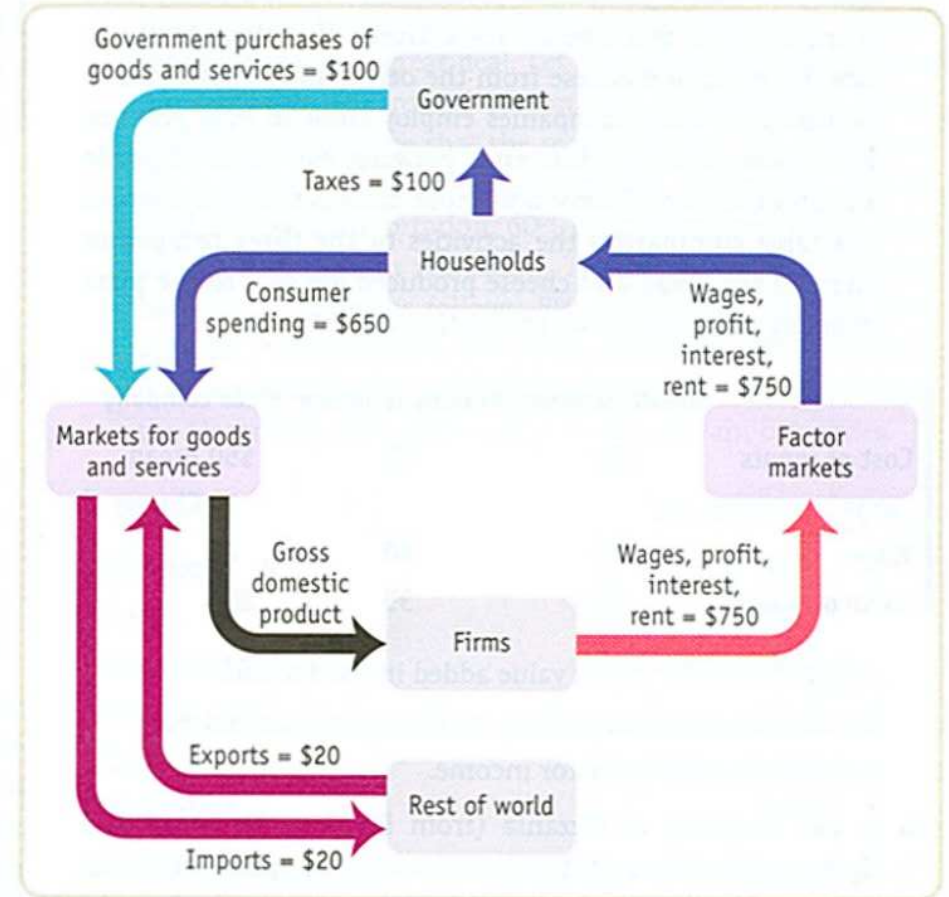 Government purchases of
goods and services = $100
Government
Taxes = $100
Households
Consumer
spending = $650
Wages,
profit,
interest,
rent = $750
Markets for goods
and services
Factor
markets
Gross
domestic
product
Wages, profit,
interest,
rent = $750
Firms
Exports = $20
Rest of world
Imports = $20